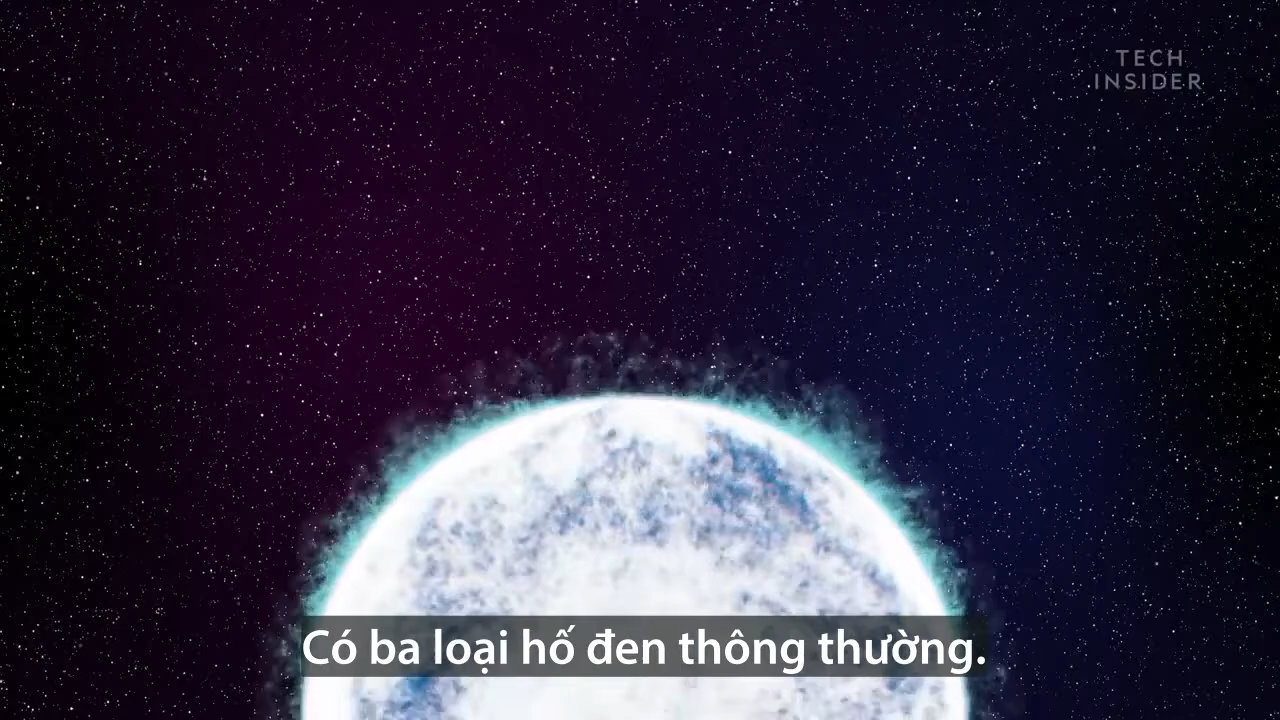 TECH
INSIDER
Có ba loại hố đen thông thường.